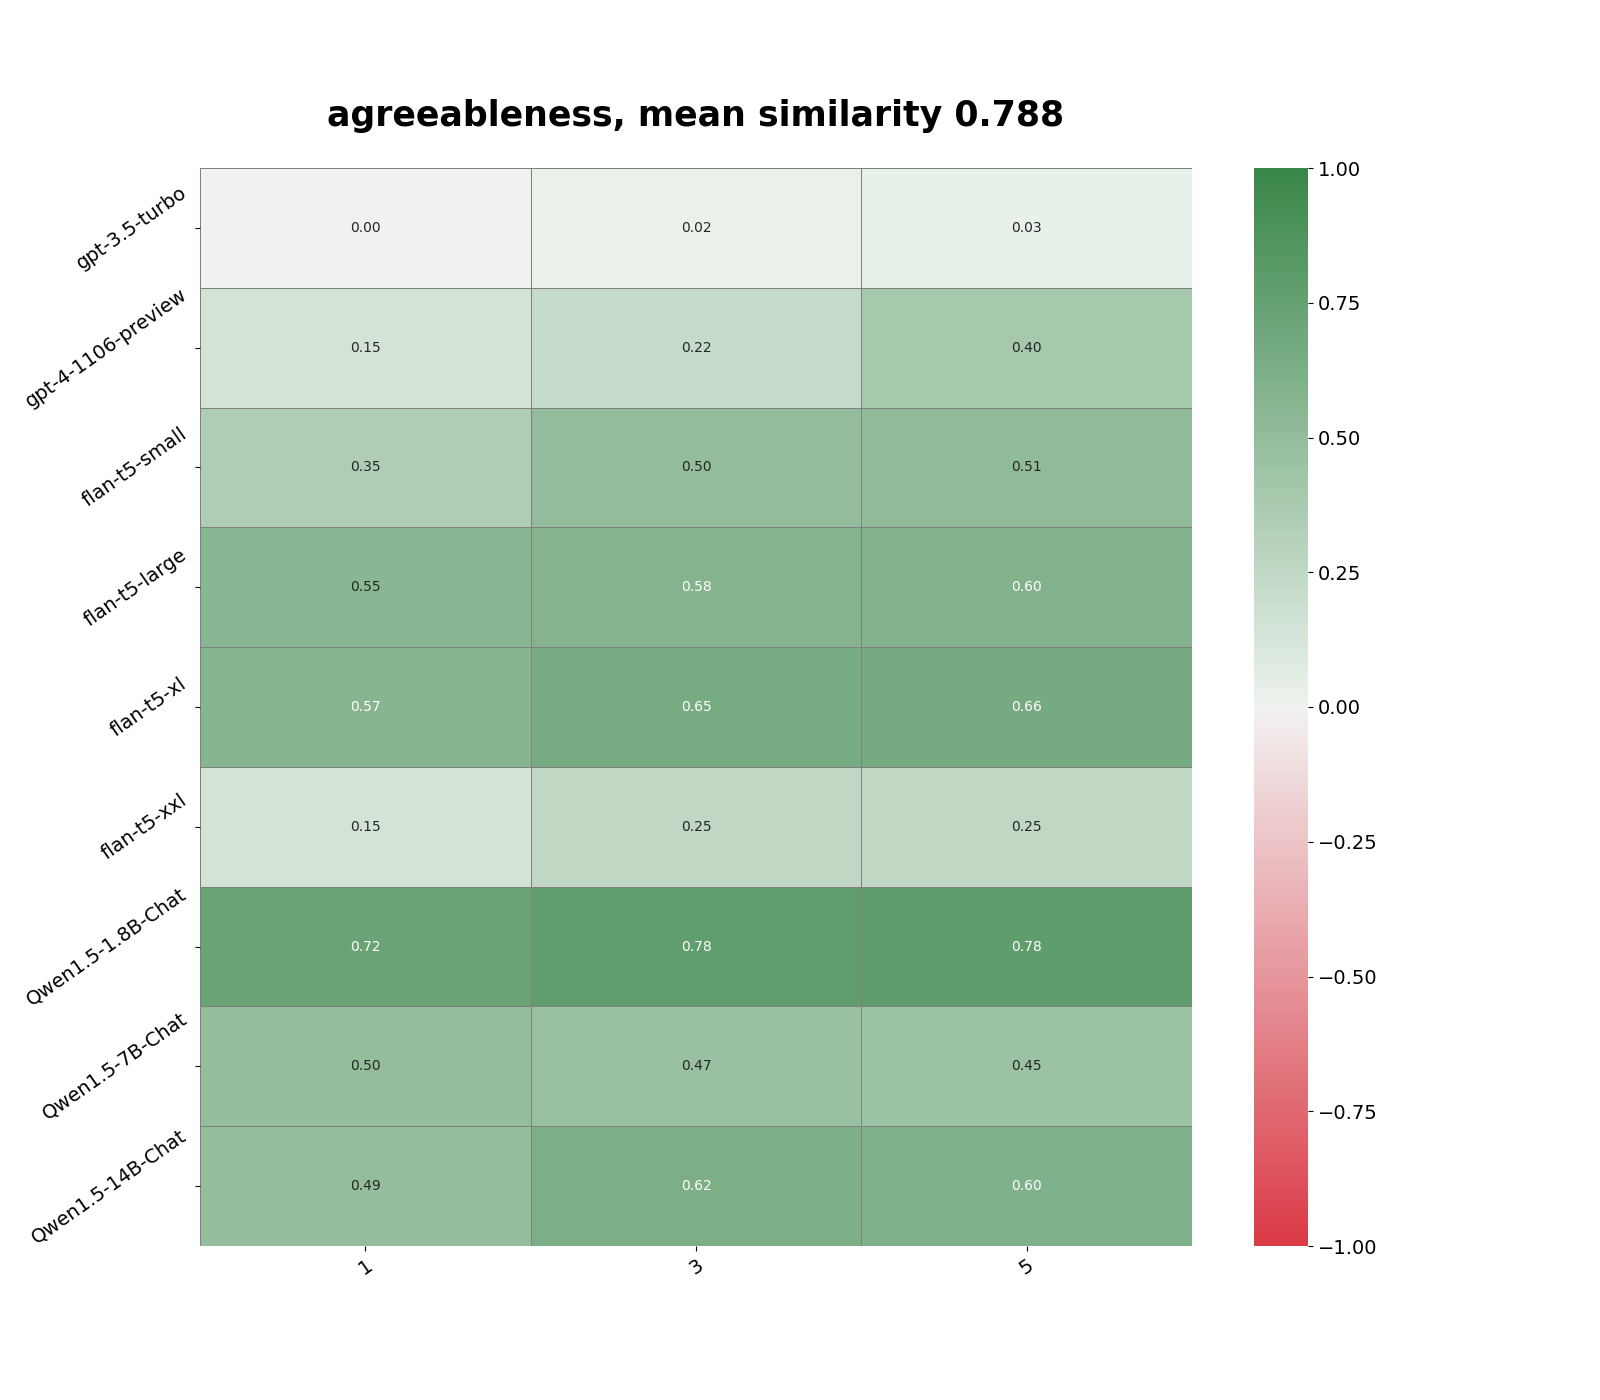 agreeableness, mean similarity 0.788
gpt-3.5-turbo 0.00 0.02 0.03
gpt-4-1106-preview 0.15 0.22 0.40
flan-t5-small 0.35 0.50 0.51
flan-t5-large 0.55 0.58 0.60
flan-t5-xl 0.57 0.65 0.66
flan-t5-xxl 0.15 0.25 0.25
Qwen1.5-1.8B-Chat 0.72 0.78 0.78
Qwen1.5-7B-Chat 0.50 0.47 0.45
Qwen1.5-14B-Chat 0.49 0.62 0.60
1 3 5
1.00
0.75
0.50
0.25
0.00
−0.25
−0.50
−0.75
−1.00